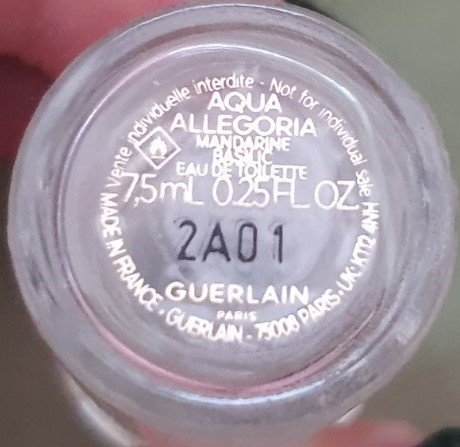 Vente individuelle interdite - Not for individual sale
AQUA
ALLEGORIA
MANDARINE
BASILIC
EAU DE TOILETTE
7,5mL 0.25FL OZ
2A01
GUERLAIN
PARIS
MADE IN FRANCE · GUERLAIN - 75008 PARIS · UK: KT12 4NH